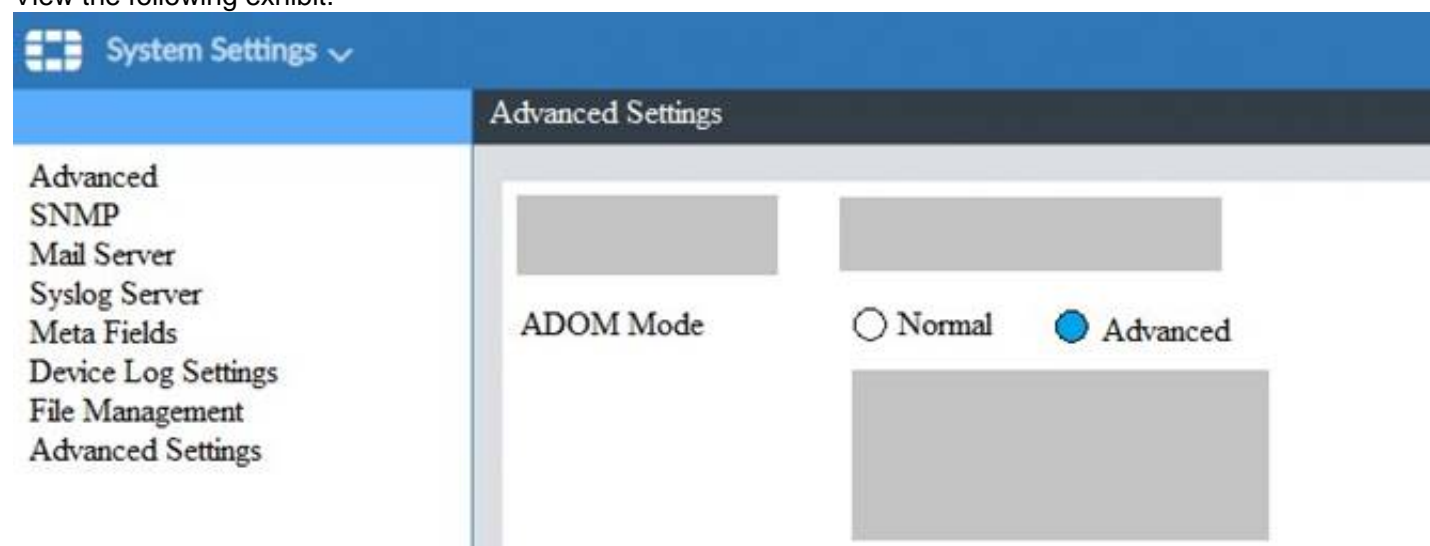 View the following exhibit.
System Settings
Advanced Settings
Advanced
SNMP
Mail Server
Syslog Server
Meta Fields
Device Log Settings
File Management
Advanced Settings
ADOM Mode
Normal
Advanced